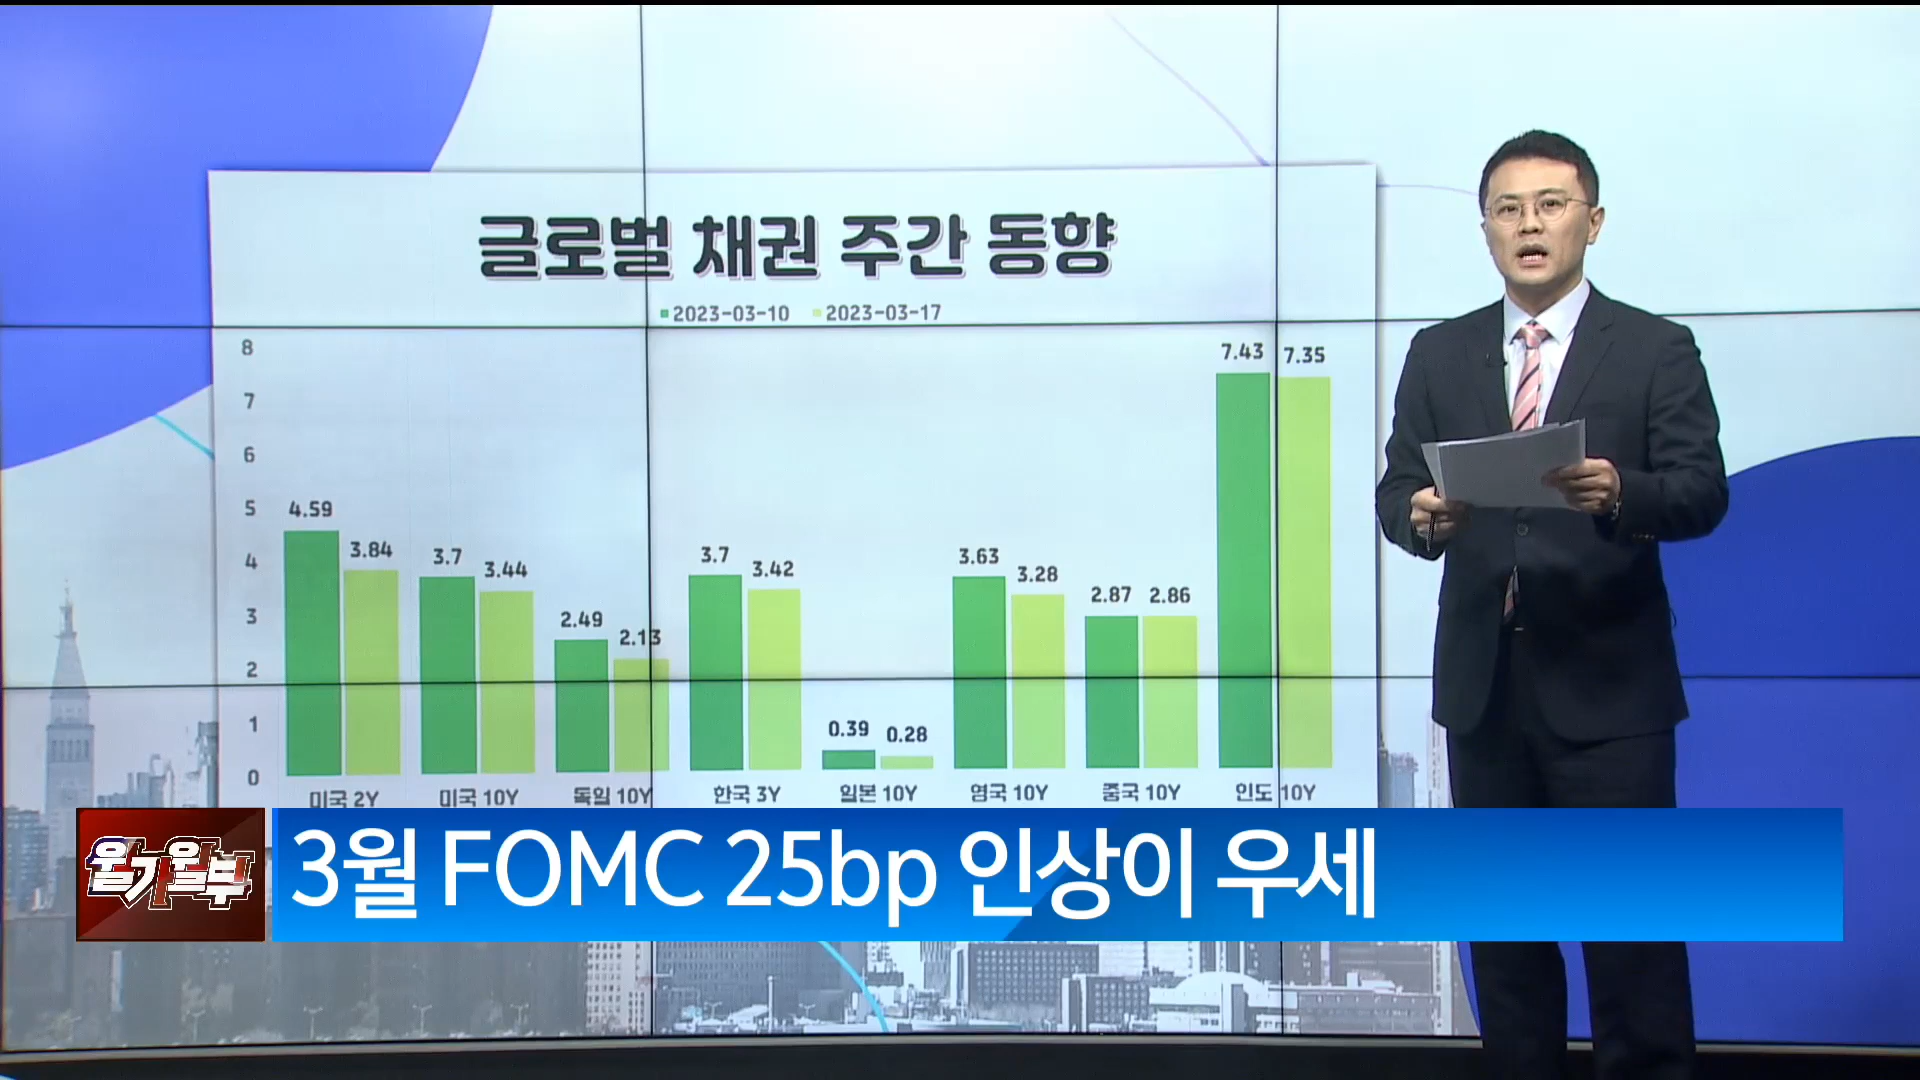 글로벌 채권 주간 동향
2023-03-10 2023-03-17
8
7
6
5
4
3
2
1
0
4.59 3.84 3.7 3.44 2.49 2.13 3.7 3.42 0.39 0.28 3.63 3.28 2.87 2.86 7.43 7.35
미국 2Y 미국 10Y 독일 10Y 한국 3Y 일본 10Y 영국 10Y 중국 10Y 인도 10Y
월가월부
3월 FOMC 25bp 인상이 우세